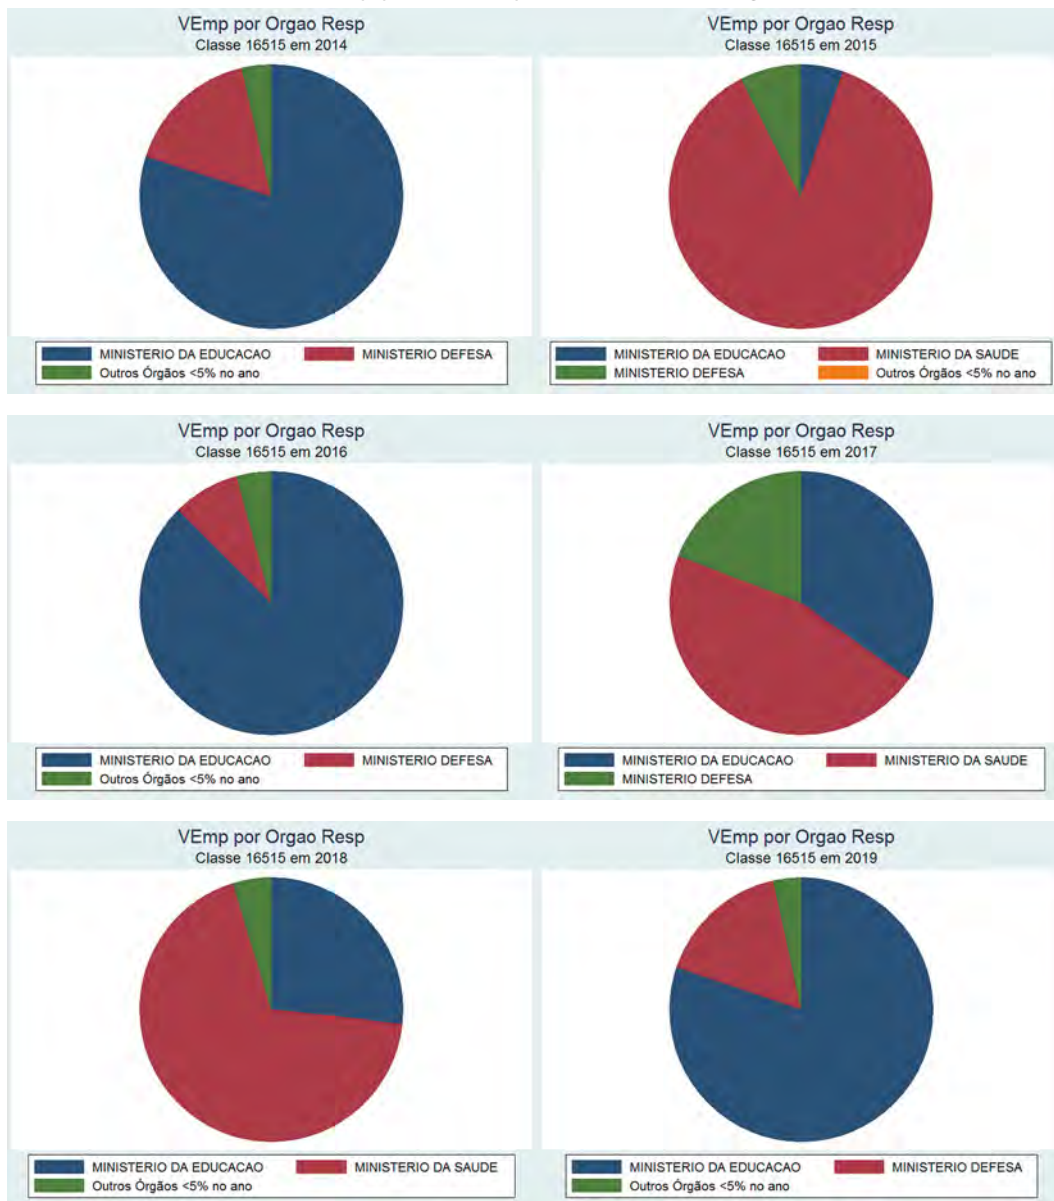 VEmp por Orgao Resp
Classe 16515 em 2014
MINISTERIO DA EDUCACAO
MINISTERIO DEFESA
Outros Órgãos <5% no ano
VEmp por Orgao Resp
Classe 16515 em 2015
MINISTERIO DA EDUCACAO
MINISTERIO DA SAUDE
MINISTERIO DEFESA
Outros Órgãos <5% no ano
VEmp por Orgao Resp
Classe 16515 em 2016
MINISTERIO DA EDUCACAO
MINISTERIO DEFESA
Outros Órgãos <5% no ano
VEmp por Orgao Resp
Classe 16515 em 2017
MINISTERIO DA EDUCACAO
MINISTERIO DA SAUDE
MINISTERIO DEFESA
VEmp por Orgao Resp
Classe 16515 em 2018
MINISTERIO DA EDUCACAO
MINISTERIO DA SAUDE
Outros Órgãos <5% no ano
VEmp por Orgao Resp
Classe 16515 em 2019
MINISTERIO DA EDUCACAO
MINISTERIO DEFESA
Outros Órgãos <5% no ano